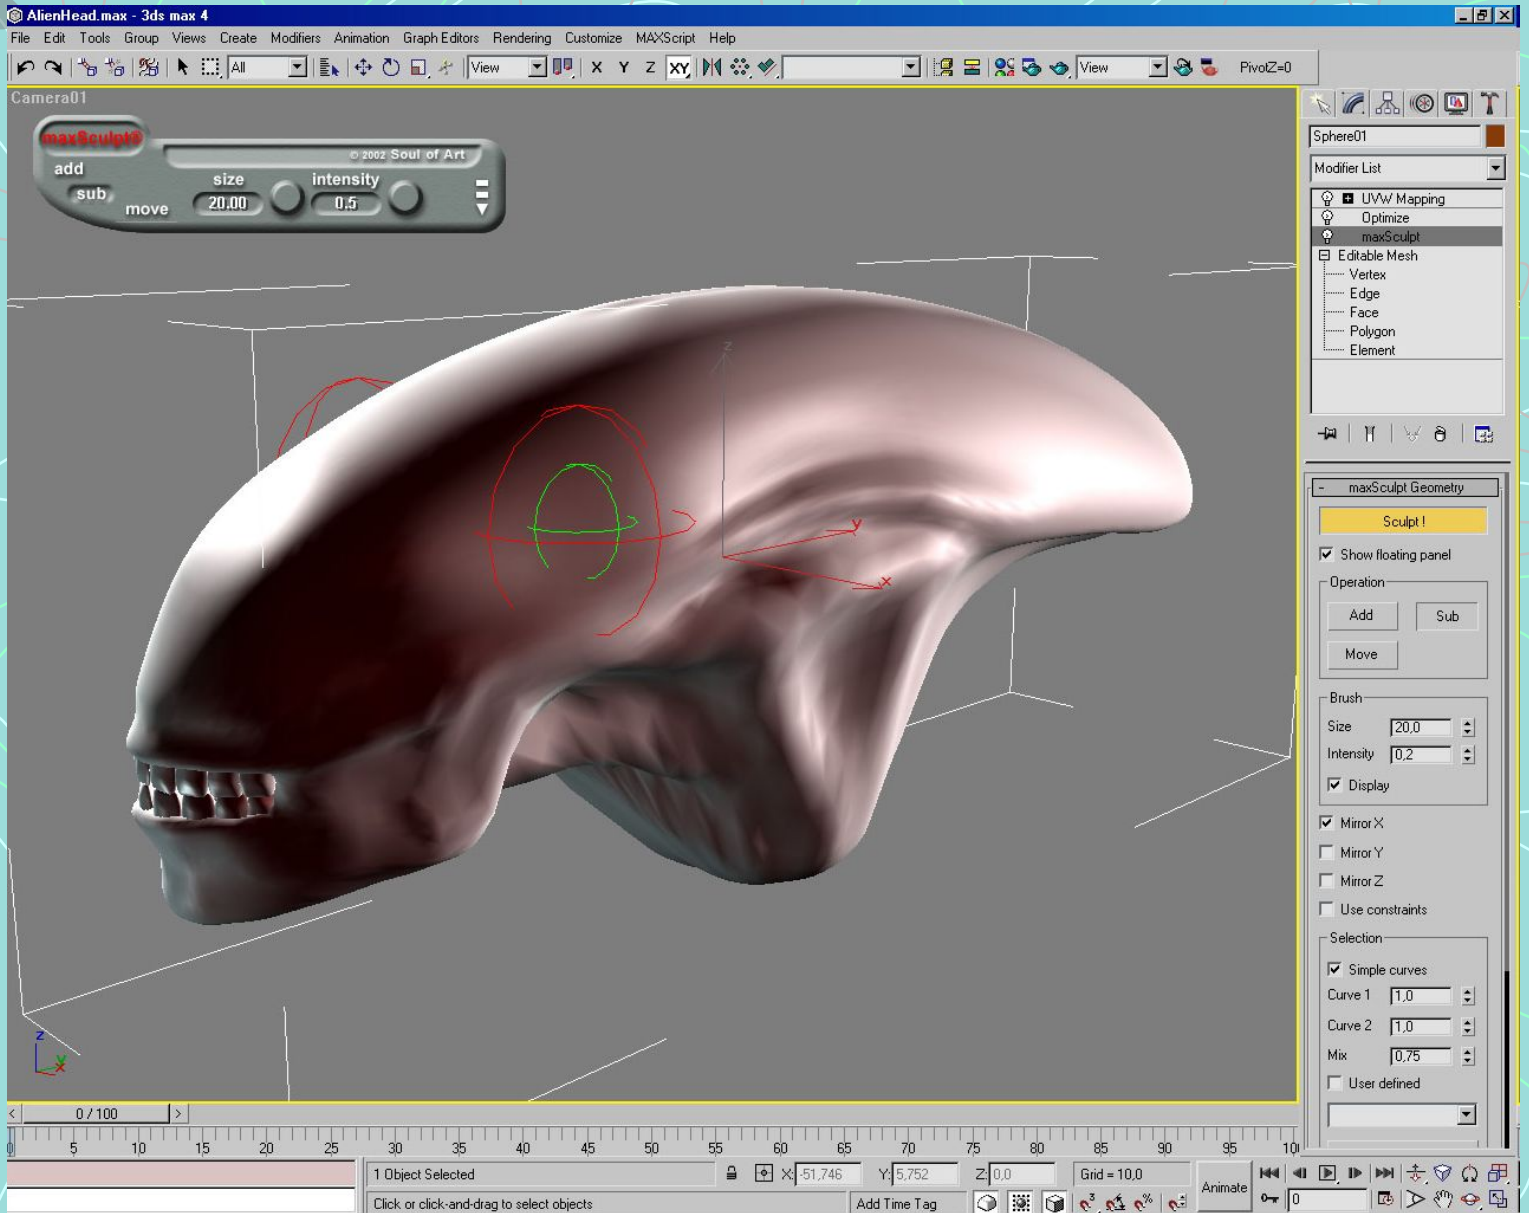 AlienHead.max - 3ds max 4
File Edit Tools Group Views Create Modifiers Animation Graph Editors Rendering Customize MAXScript Help
All View X Y Z XY View PivotZ=0
Camera01
maxSculpt®
© 2002 Soul of Art
add
sub
move
size
20.00
intensity
0.5
z
y
x
z
y
x
Sphere01
Modifier List
UVW Mapping
Optimize
maxSculpt
Editable Mesh
Vertex
Edge
Face
Polygon
Element
- maxSculpt Geometry
Sculpt !
Show floating panel
Operation
Add Sub
Move
Brush
Size 20,0
Intensity 0,2
Display
Mirror X
Mirror Y
Mirror Z
Use constraints
Selection
Simple curves
Curve 1 1,0
Curve 2 1,0
Mix 0,75
User defined
< 0 / 100 >
0 5 10 15 20 25 30 35 40 45 50 55 60 65 70 75 80 85 90 95 100
1 Object Selected X: -51,746 Y: 5,752 Z: 0,0 Grid = 10,0
Click or click-and-drag to select objects Add Time Tag
Animate
0